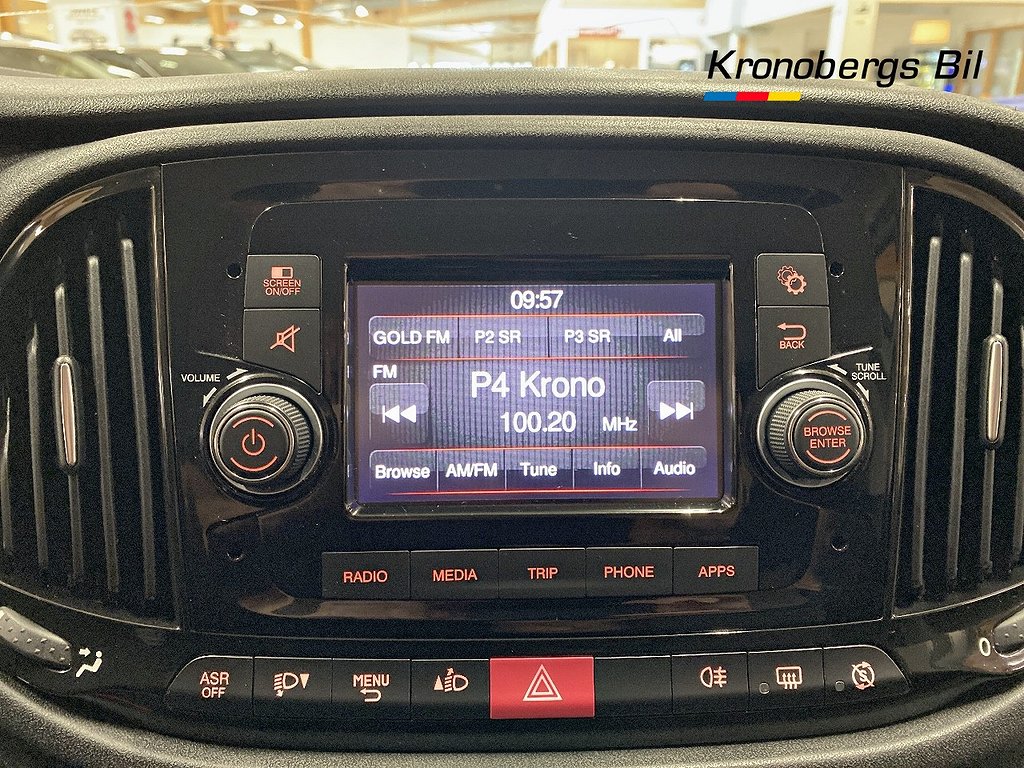 Kronobergs Bil
SCREEN
ON/OFF
09:57
GOLD FM P2 SR P3 SR All
FM
P4 Krono
100.20 MHz
Browse AM/FM Tune Info Audio
BACK
VOLUME
TUNE
SCROLL
BROWSE
ENTER
RADIO MEDIA TRIP PHONE APPS
ASR
OFF
MENU
0